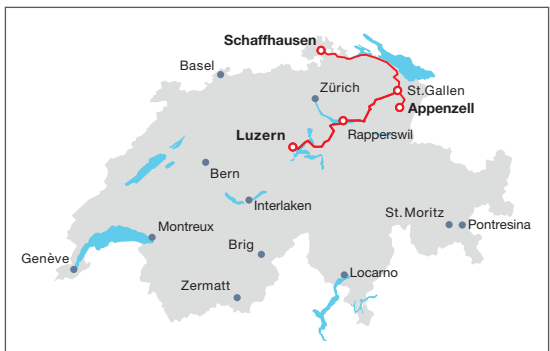 Schaffhausen
Basel
Zürich
St.Gallen
Appenzell
Rapperswil
Luzern
Bern
Interlaken
St. Moritz
Pontresina
Montreux
Brig
Genève
Locarno
Zermatt